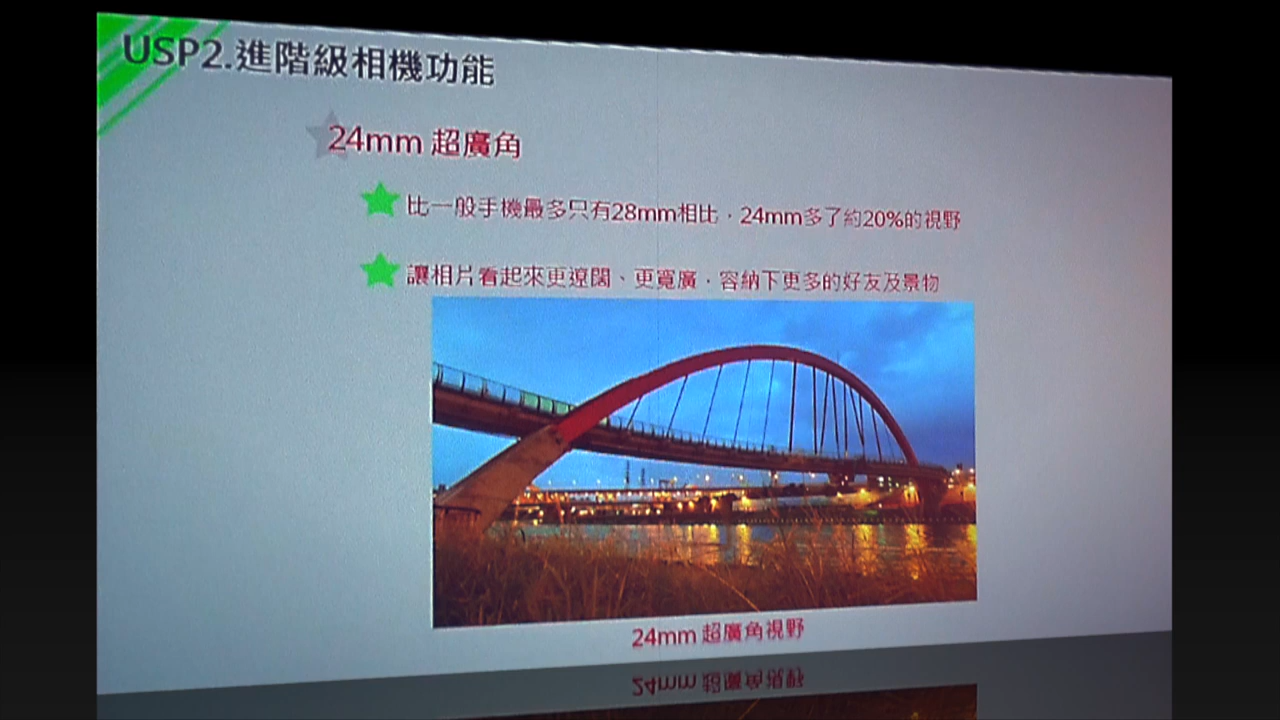 USP2.進階級相機功能
24mm 超廣角
比一般手機最多只有28mm相比，24mm多了約20%的視野
讓相片看起來更遼闊、更寬廣，容納下更多的好友及景物
24mm 超廣角視野